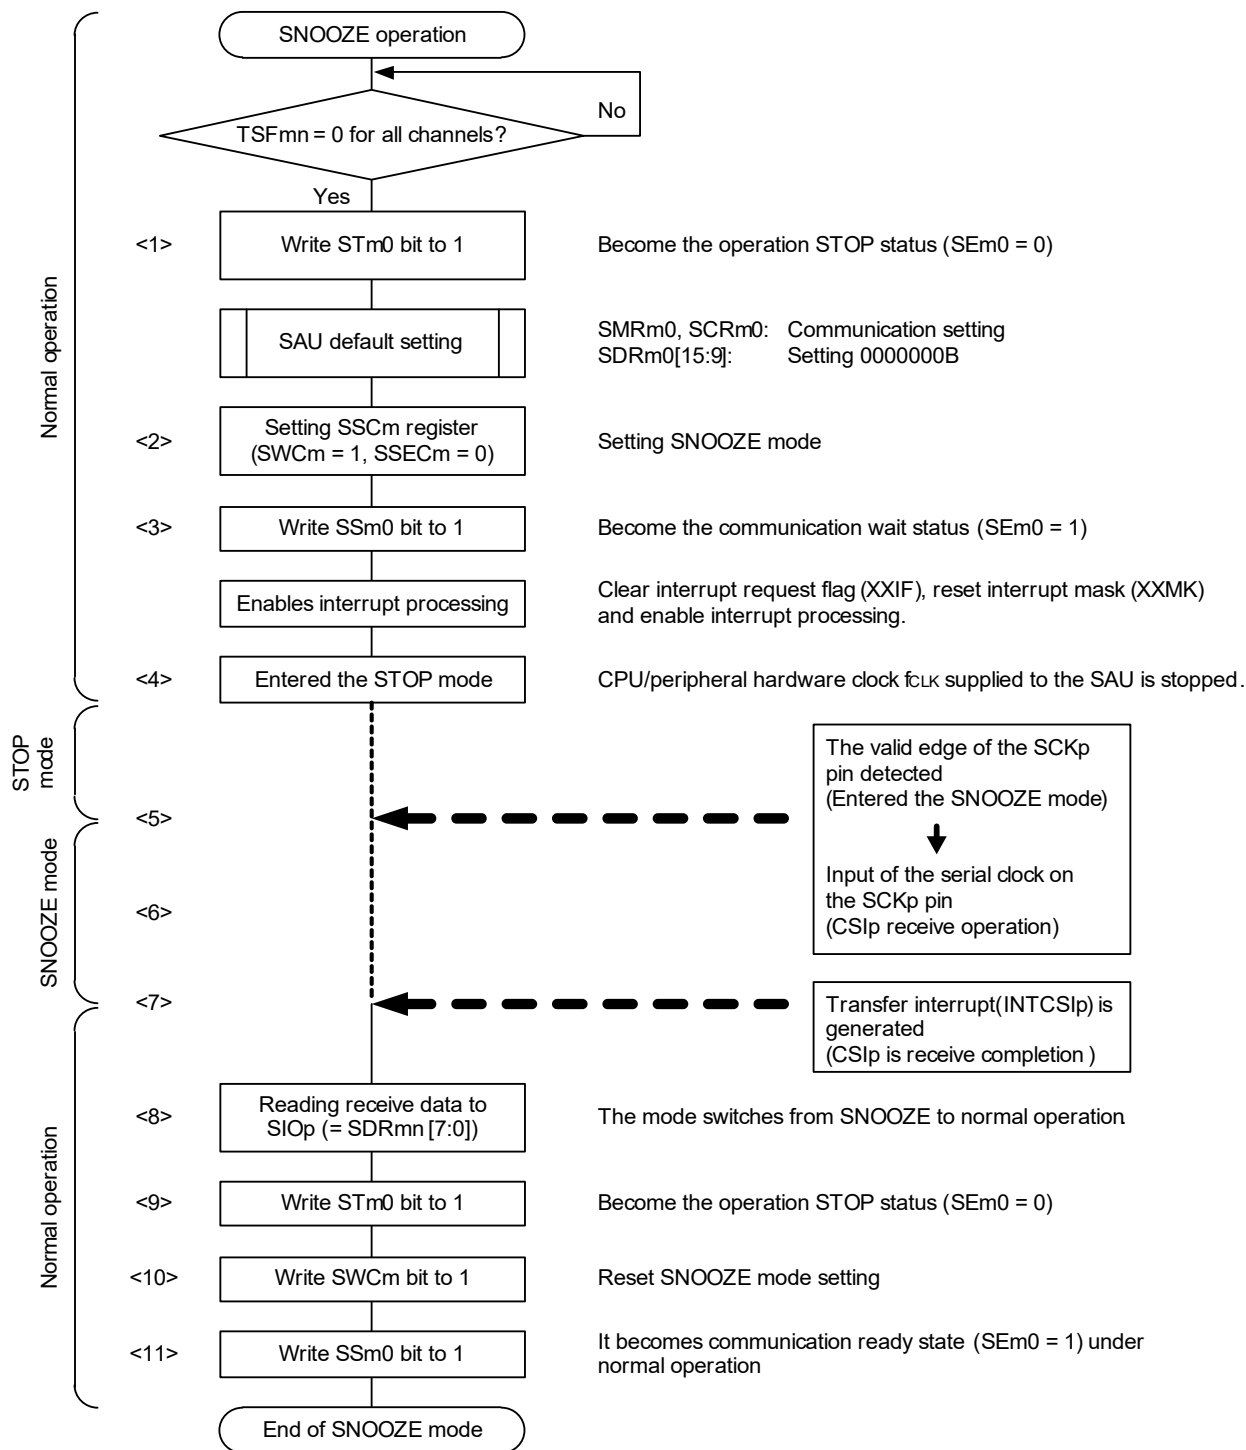 SNOOZE operation
No
TSFmn = 0 for all channels?
Yes
<1>
Write STm0 bit to 1
Become the operation STOP status (SEm0 = 0)
SAU default setting
SMRm0, SCRm0: Communication setting
SDRm0[15:9]: Setting 0000000B
Normal operation
<2>
Setting SSCm register
(SWCm = 1, SSECm = 0)
Setting SNOOZE mode
<3>
Write SSm0 bit to 1
Become the communication wait status (SEm0 = 1)
Enables interrupt processing
Clear interrupt request flag (XXIF), reset interrupt mask (XXMK)
and enable interrupt processing.
<4>
Entered the STOP mode
CPU/peripheral hardware clock fCLK supplied to the SAU is stopped.
STOP
mode
The valid edge of the SCKp
pin detected
(Entered the SNOOZE mode)
<5>
Input of the serial clock on
the SCKp pin
(CSIp receive operation)
SNOOZE mode
<6>
<7>
Transfer interrupt(INTCSIp) is
generated
(CSIp is receive completion )
<8>
Reading receive data to
SIOp (= SDRmn [7:0])
The mode switches from SNOOZE to normal operation.
Normal operation
<9>
Write STm0 bit to 1
Become the operation STOP status (SEm0 = 0)
<10>
Write SWCm bit to 1
Reset SNOOZE mode setting
<11>
Write SSm0 bit to 1
It becomes communication ready state (SEm0 = 1) under
normal operation
End of SNOOZE mode